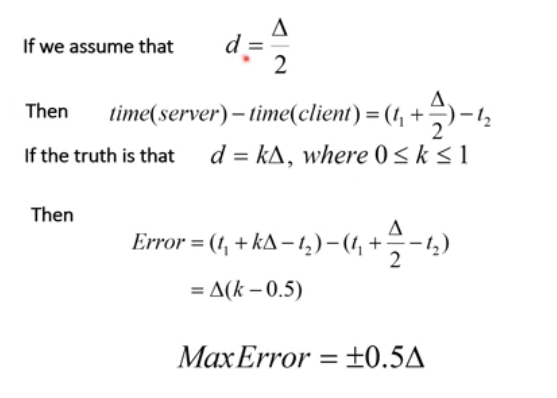 If we assume that d = Δ/2
Then time(server) – time(client) = (t₁ + Δ/2) – t₂
If the truth is that d = kΔ, where 0 ≤ k ≤ 1
Then
Error = (t₁ + kΔ – t₂) – (t₁ + Δ/2 – t₂)
= Δ(k – 0.5)
MaxError = ±0.5Δ